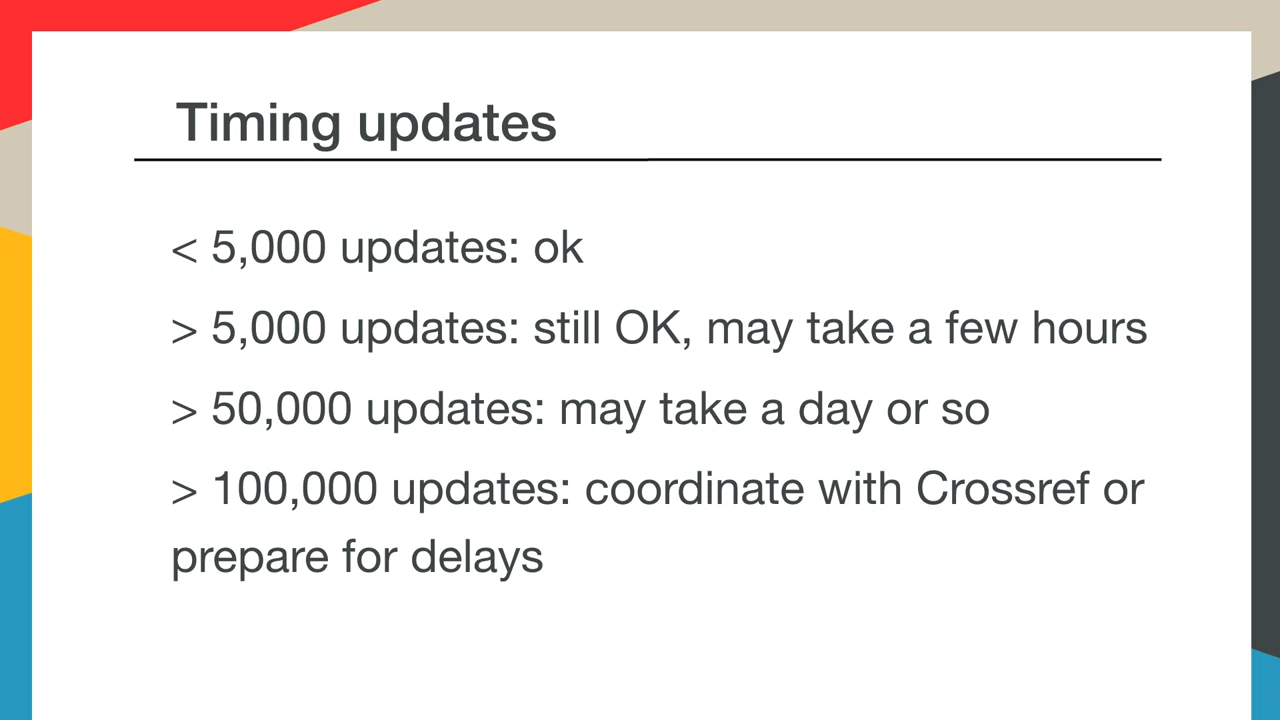 Timing updates
< 5,000 updates: ok
> 5,000 updates: still OK, may take a few hours
> 50,000 updates: may take a day or so
> 100,000 updates: coordinate with Crossref or
prepare for delays